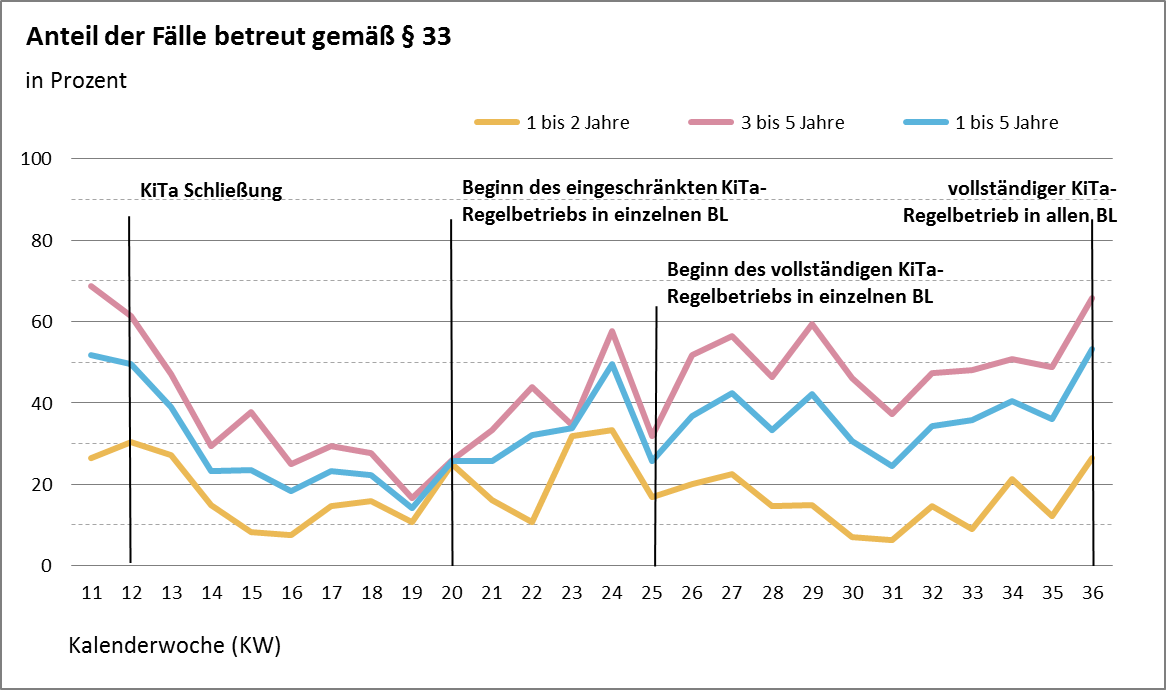 Anteil der Fälle betreut gemäß § 33
in Prozent
1 bis 2 Jahre 3 bis 5 Jahre 1 bis 5 Jahre
100
80
60
40
20
0
KiTa Schließung
Beginn des eingeschränkten KiTa-
Regelbetriebs in einzelnen BL
Beginn des vollständigen KiTa-
Regelbetriebs in einzelnen BL
vollständiger KiTa-
Regelbetrieb in allen BL
11 12 13 14 15 16 17 18 19 20 21 22 23 24 25 26 27 28 29 30 31 32 33 34 35 36
Kalenderwoche (KW)